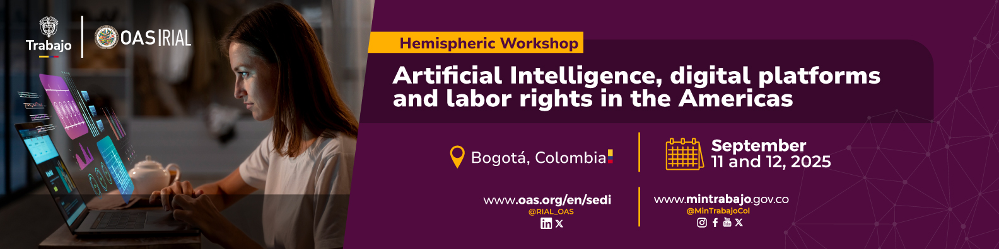 Trabajo
OAS|RIAL
Hemispheric Workshop
Artificial Intelligence, digital platforms
and labor rights in the Americas
Bogotá, Colombia
September
11 and 12, 2025
www.oas.org/en/sedi
@RIAL_OAS
www.mintrabajo.gov.co
@MinTrabajoCol